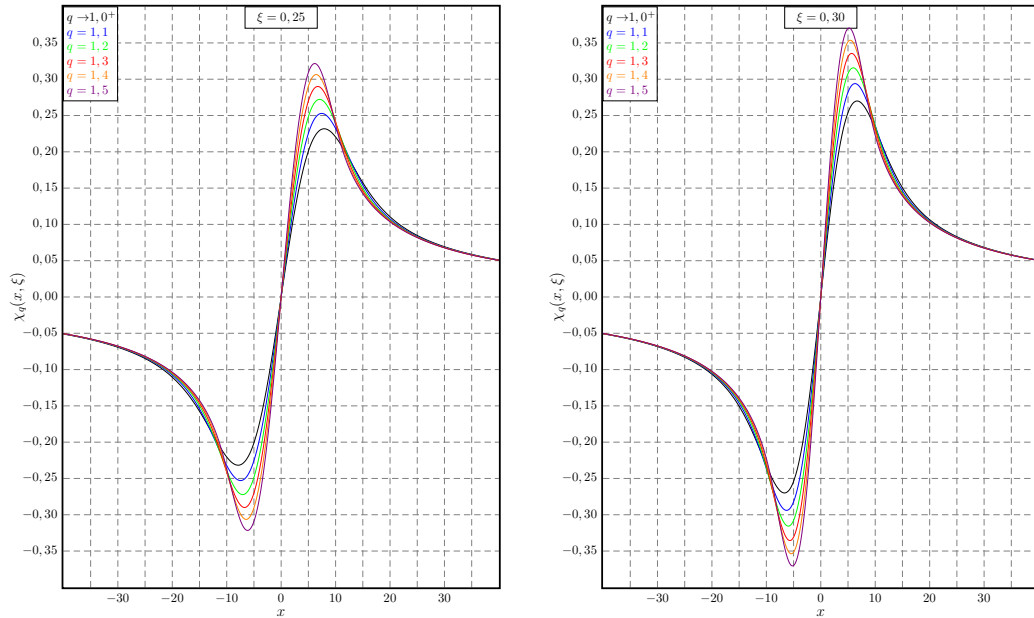 q →1, 0⁺
q = 1, 1
q = 1, 2
q = 1, 3
q = 1, 4
q = 1, 5
ξ = 0, 25
0, 35
0, 30
0, 25
0, 20
0, 15
0, 10
0, 05
0, 00
−0, 05
−0, 10
−0, 15
−0, 20
−0, 25
−0, 30
−0, 35
χq(x, ξ)
−30 −20 −10 0 10 20 30
x
q →1, 0⁺
q = 1, 1
q = 1, 2
q = 1, 3
q = 1, 4
q = 1, 5
ξ = 0, 30
0, 35
0, 30
0, 25
0, 20
0, 15
0, 10
0, 05
0, 00
−0, 05
−0, 10
−0, 15
−0, 20
−0, 25
−0, 30
−0, 35
χq(x, ξ)
−30 −20 −10 0 10 20 30
x